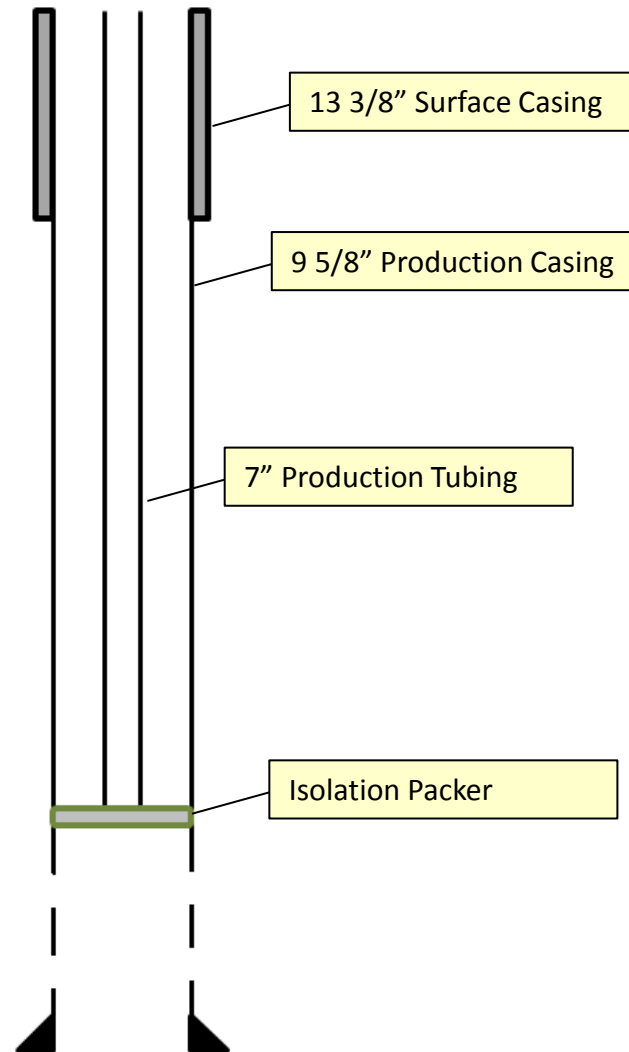 13 3/8” Surface Casing
9 5/8” Production Casing
7” Production Tubing
Isolation Packer